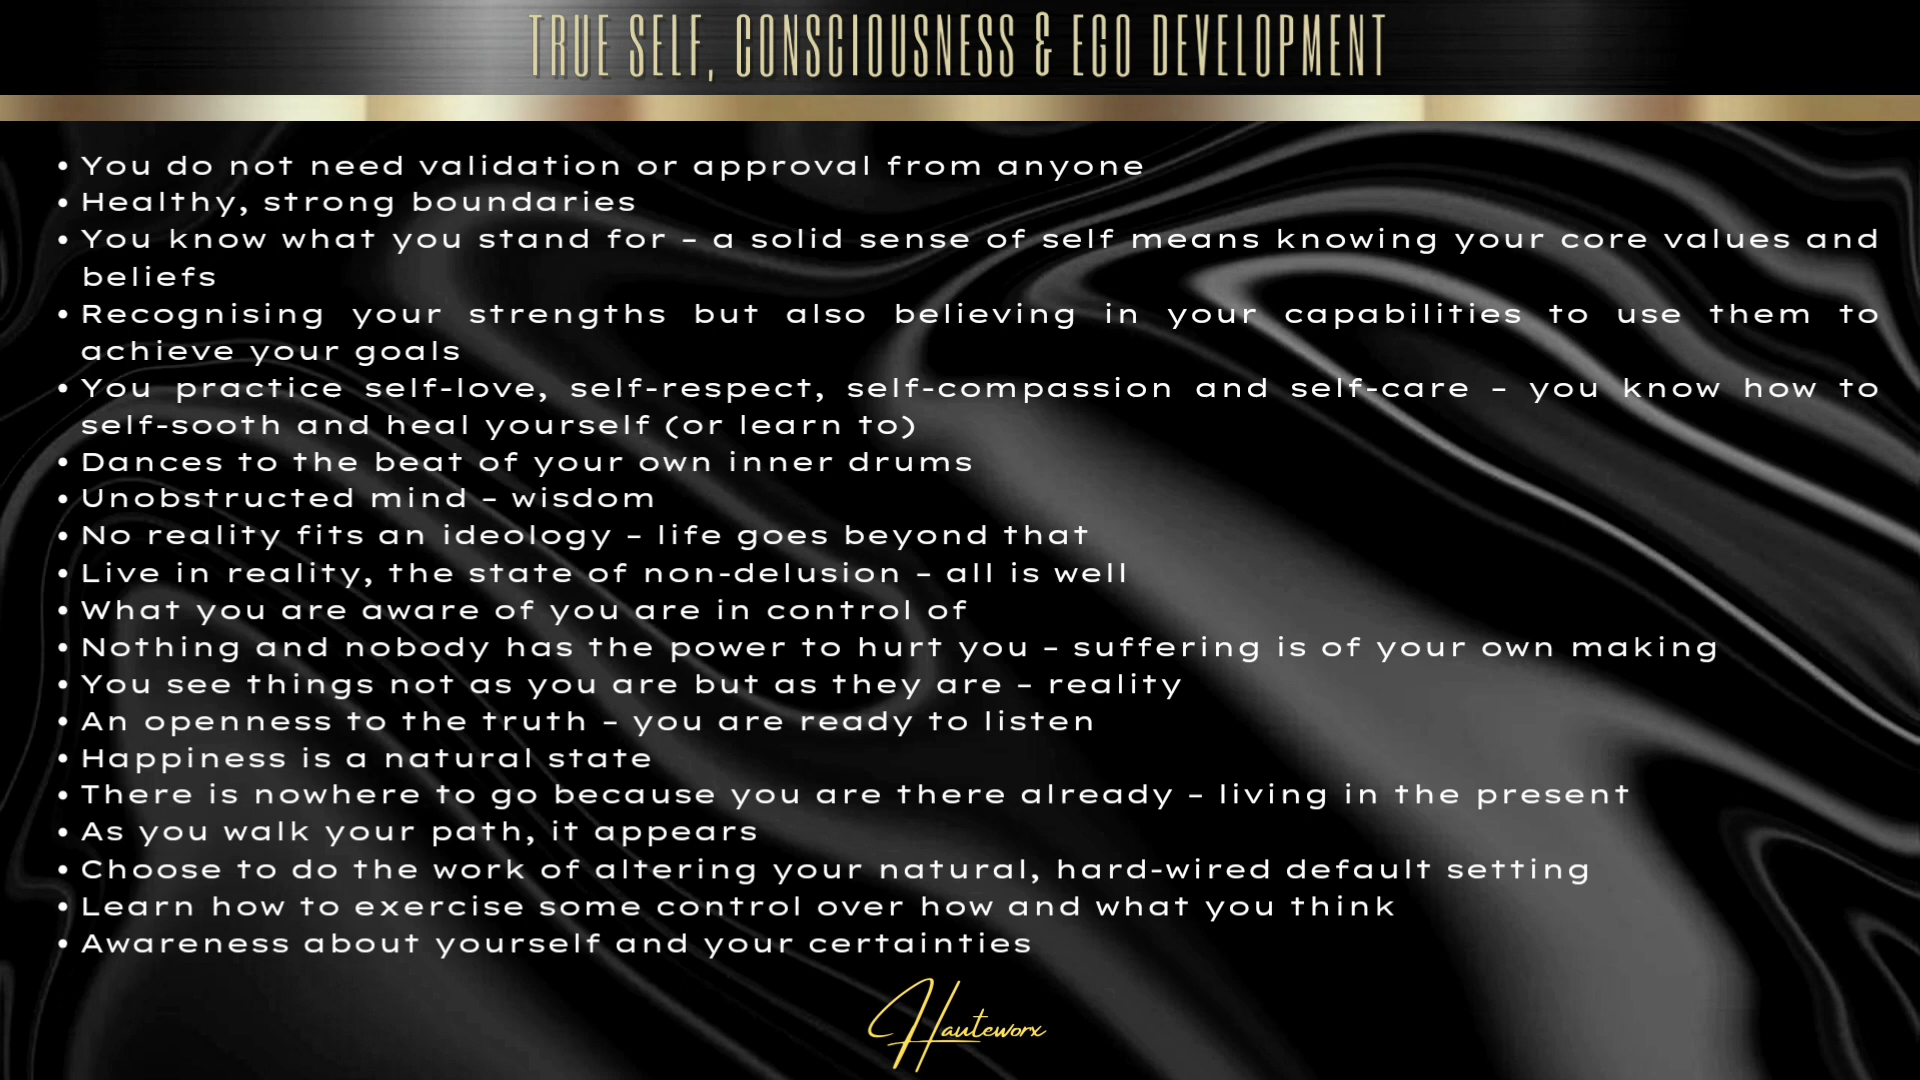 TRUE SELF, CONSCIOUSNESS & EGO DEVELOPMENT
• You do not need validation or approval from anyone
• Healthy, strong boundaries
• You know what you stand for – a solid sense of self means knowing your core values and
beliefs
• Recognising your strengths but also believing in your capabilities to use them to
achieve your goals
• You practice self-love, self-respect, self-compassion and self-care – you know how to
self-sooth and heal yourself (or learn to)
• Dances to the beat of your own inner drums
• Unobstructed mind – wisdom
• No reality fits an ideology – life goes beyond that
• Live in reality, the state of non-delusion – all is well
• What you are aware of you are in control of
• Nothing and nobody has the power to hurt you – suffering is of your own making
• You see things not as you are but as they are – reality
• An openness to the truth – you are ready to listen
• Happiness is a natural state
• There is nowhere to go because you are there already – living in the present
• As you walk your path, it appears
• Choose to do the work of altering your natural, hard-wired default setting
• Learn how to exercise some control over how and what you think
• Awareness about yourself and your certainties
Hauteworx